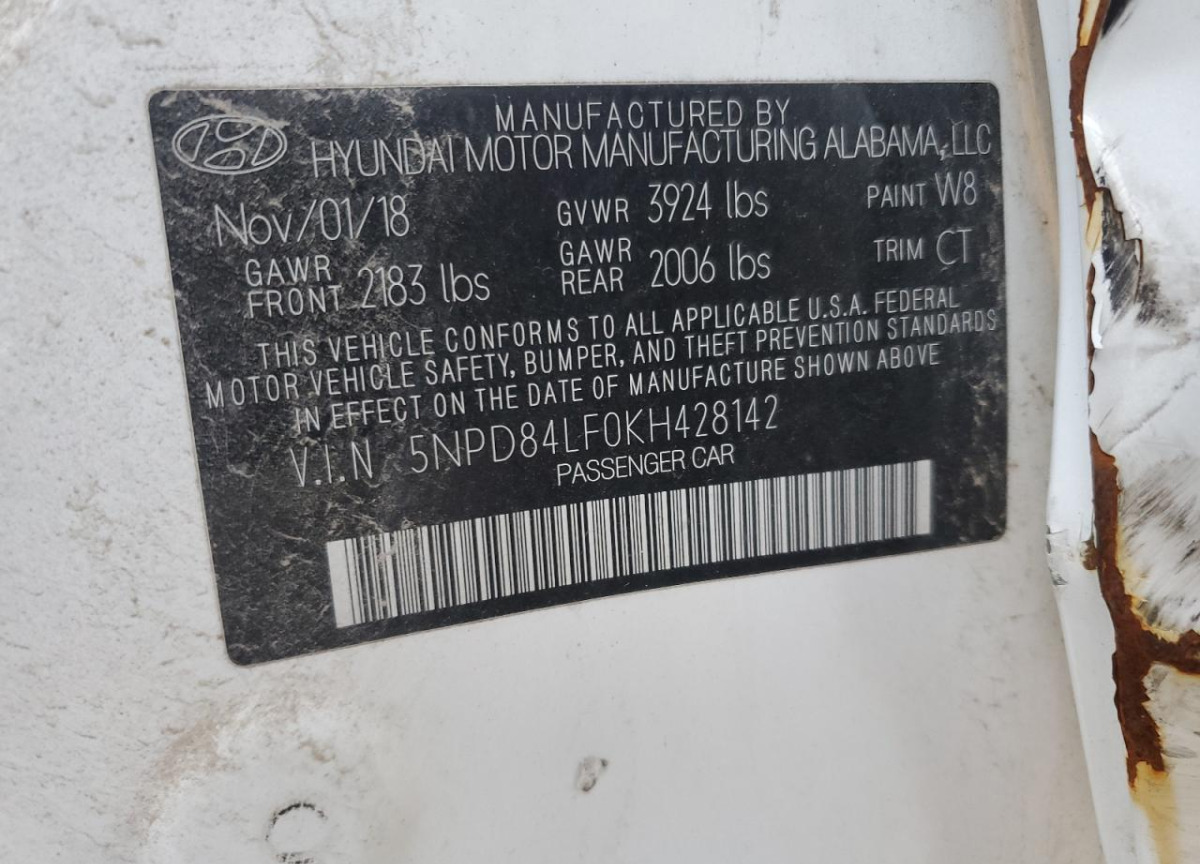 MANUFACTURED BY
HYUNDAI MOTOR MANUFACTURING ALABAMA, LLC
Nov/01/18 GVWR 3924 lbs PAINT W8
GAWR FRONT 2183 lbs GAWR REAR 2006 lbs TRIM CT
THIS VEHICLE CONFORMS TO ALL APPLICABLE U.S.A. FEDERAL
MOTOR VEHICLE SAFETY, BUMPER, AND THEFT PREVENTION STANDARDS
IN EFFECT ON THE DATE OF MANUFACTURE SHOWN ABOVE
V.I.N 5NPD84LF0KH428142
PASSENGER CAR